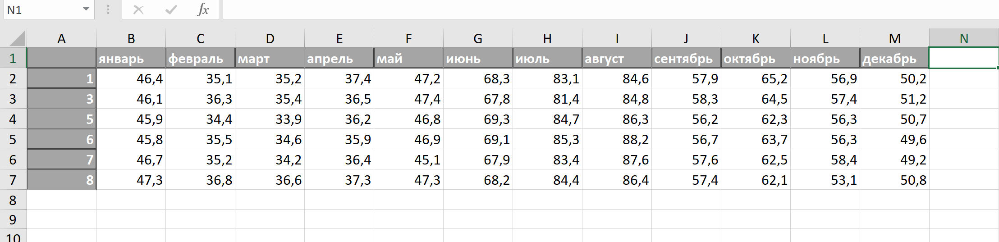 N1 fx
A B C D E F G H I J K L M N
1 январь февраль март апрель май июнь июль август сентябрь октябрь ноябрь декабрь
2 1 46,4 35,1 35,2 37,4 47,2 68,3 83,1 84,6 57,9 65,2 56,9 50,2
3 3 46,1 36,3 35,4 36,5 47,4 67,8 81,4 84,8 58,3 64,5 57,4 51,2
4 5 45,9 34,4 33,9 36,2 46,8 69,3 84,7 86,3 56,2 62,3 56,3 50,7
5 6 45,8 35,5 34,6 35,9 46,9 69,1 85,3 88,2 56,7 63,7 56,3 49,6
6 7 46,7 35,2 34,2 36,4 45,1 67,9 83,4 87,6 57,6 62,5 58,4 49,2
7 8 47,3 36,8 36,6 37,3 47,3 68,2 84,4 86,4 57,4 62,1 53,1 50,8
8
9
10